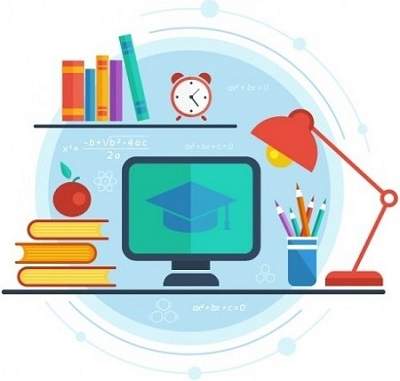 ax² + bx = 0
x' = -b+√b²-4ac
2a
ax² + bx + c = 0
ax² + bx + c = 0